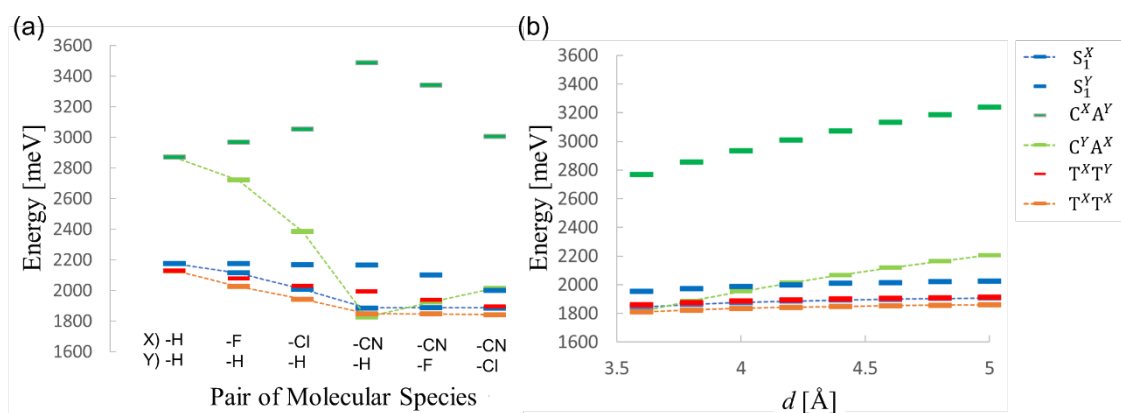 (a)
3600
3400
3200
3000
2800
2600
2400
2200
2000
1800
1600
Energy [meV]
X) -H -F -Cl -CN -CN -CN
Y) -H -H -H -H -F -Cl
Pair of Molecular Species
(b)
3600
3400
3200
3000
2800
2600
2400
2200
2000
1800
1600
Energy [meV]
3.5 4 4.5 5
d [Å]
S₁ˣ
S₁ʸ
CˣAʸ
CʸAˣ
TˣTʸ
TˣTˣ